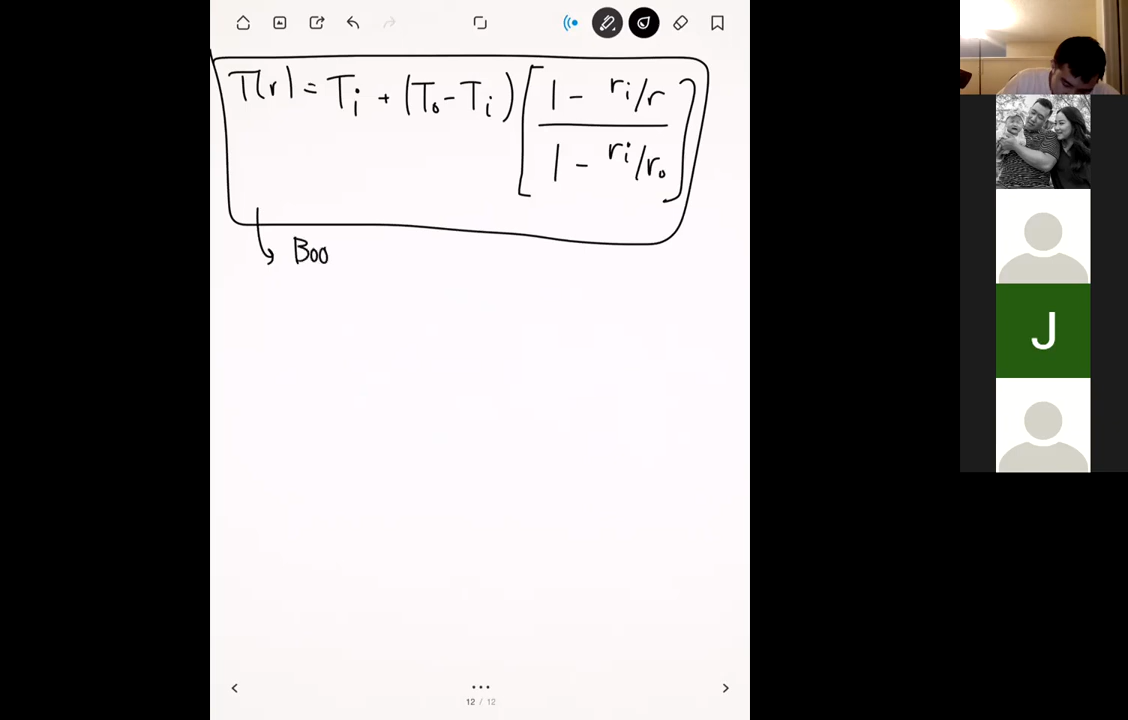 T(r) = Ti + (To - Ti) [1 - ri/r / 1 - ri/ro]
↳ Boo
J
12 / 12